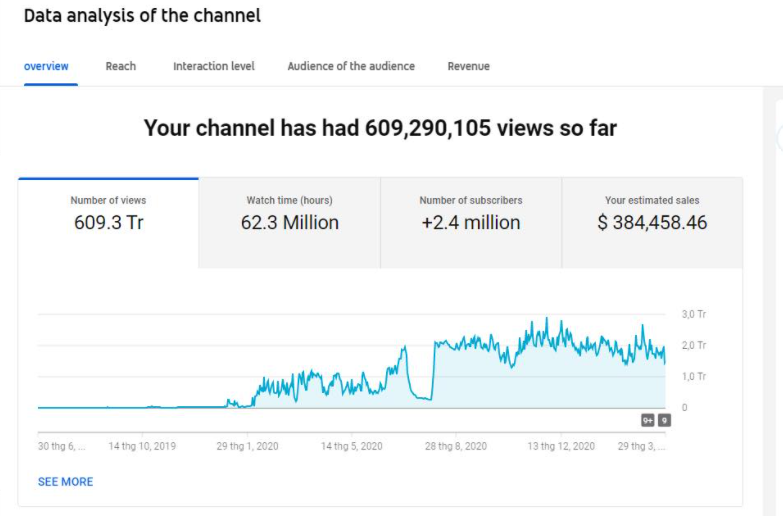 Data analysis of the channel
overview Reach Interaction level Audience of the audience Revenue
Your channel has had 609,290,105 views so far
Number of views
609.3 Tr
Watch time (hours)
62.3 Million
Number of subscribers
+2.4 million
Your estimated sales
$ 384,458.46
3,0 Tr
2,0 Tr
1,0 Tr
0
9+ 9
30 thg 6, ... 14 thg 10, 2019 29 thg 1, 2020 14 thg 5, 2020 28 thg 8, 2020 13 thg 12, 2020 29 thg 3, ...
SEE MORE